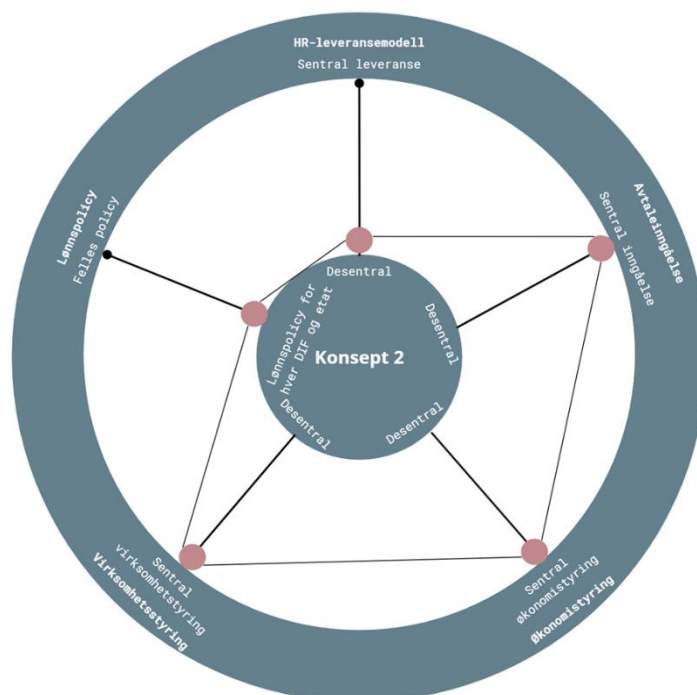 HR-leveransemodell
Sentral leveranse
Avtaleinngåelse
Sentral inngåelse
Lønnspolicy
Felles policy
Desentral
Lønnspolicy for
hver DIF og etat
Desentral
Konsept 2
Desentral
Desentral
Sentral
virksomhetstyring
Virksomhetsstyring
Sentral
økonomistyring
Økonomistyring